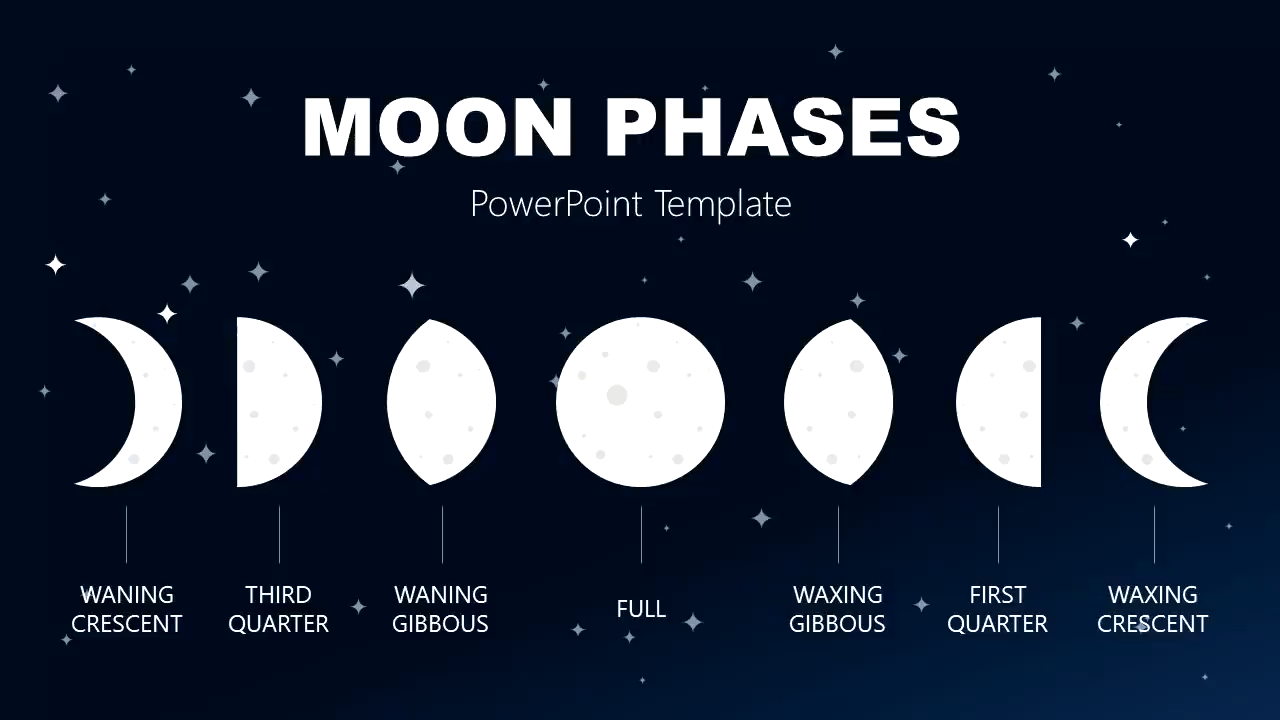 MOON PHASES
PowerPoint Template
WANING
CRESCENT
THIRD
QUARTER
WANING
GIBBOUS
FULL
WAXING
GIBBOUS
FIRST
QUARTER
WAXING
CRESCENT